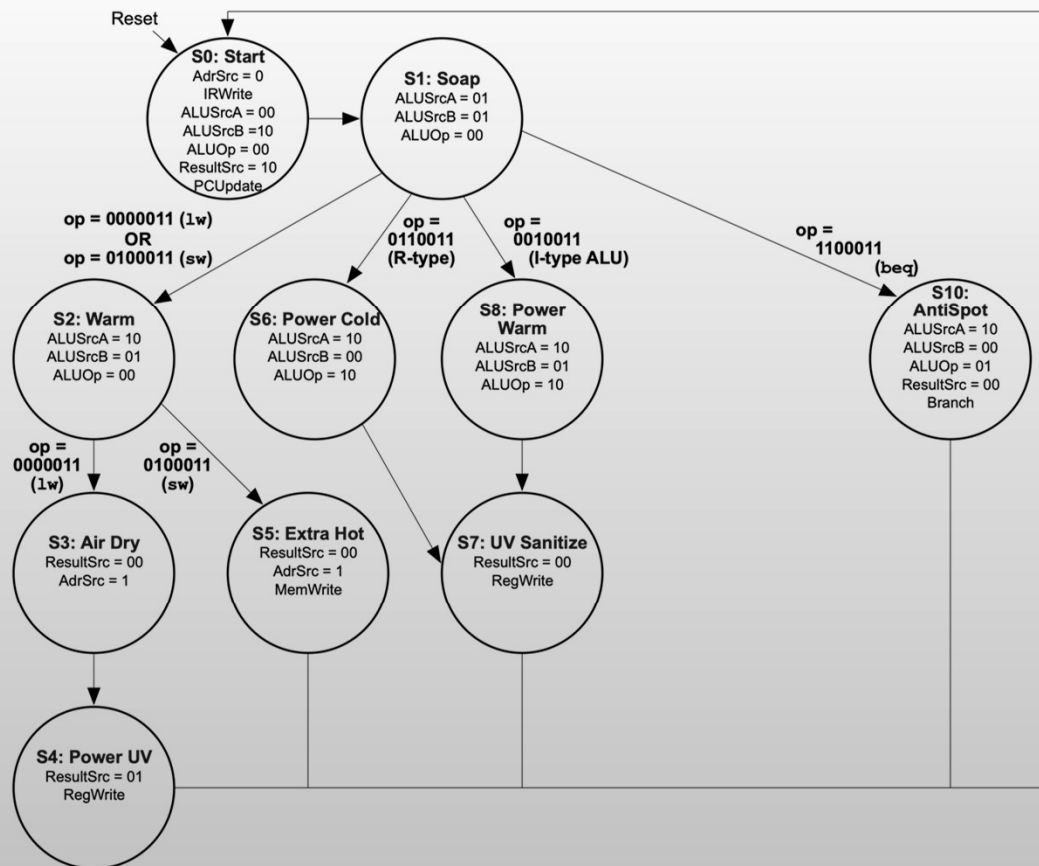 Reset
S0: Start
AdrSrc = 0
IRWrite
ALUSrcA = 00
ALUSrcB = 10
ALUOp = 00
ResultSrc = 10
PCUpdate
S1: Soap
ALUSrcA = 01
ALUSrcB = 01
ALUOp = 00
op = 0000011 (lw)
OR
op = 0100011 (sw)
op =
0110011
(R-type)
op =
0010011
(I-type ALU)
op =
1100011
(beq)
S2: Warm
ALUSrcA = 10
ALUSrcB = 01
ALUOp = 00
S6: Power Cold
ALUSrcA = 10
ALUSrcB = 00
ALUOp = 10
S8: Power
Warm
ALUSrcA = 10
ALUSrcB = 01
ALUOp = 10
S10:
AntiSpot
ALUSrcA = 10
ALUSrcB = 00
ALUOp = 01
ResultSrc = 00
Branch
op =
0000011
(lw)
op =
0100011
(sw)
S3: Air Dry
ResultSrc = 00
AdrSrc = 1
S5: Extra Hot
ResultSrc = 00
AdrSrc = 1
MemWrite
S7: UV Sanitize
ResultSrc = 00
RegWrite
S4: Power UV
ResultSrc = 01
RegWrite